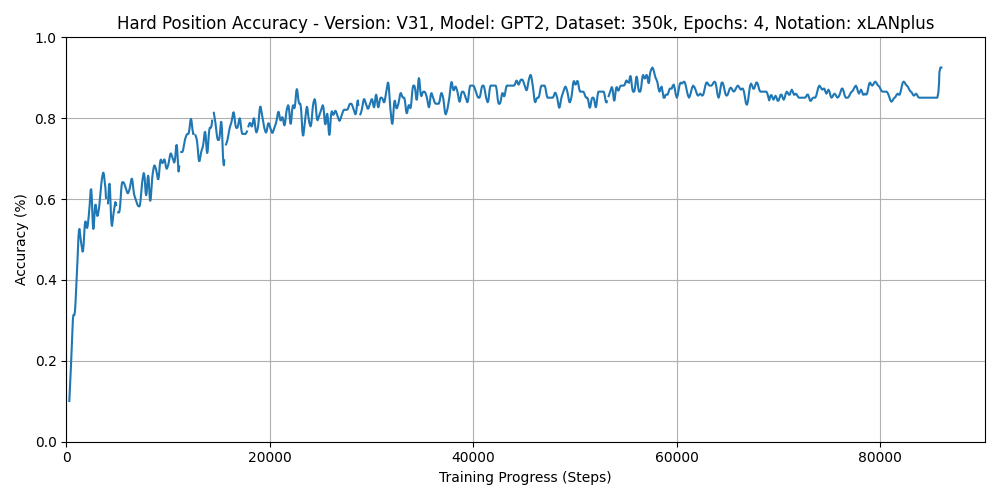 Hard Position Accuracy - Version: V31, Model: GPT2, Dataset: 350k, Epochs: 4, Notation: xLANplus
1.0
0.8
0.6
0.4
0.2
0.0
Accuracy (%)
0 20000 40000 60000 80000
Training Progress (Steps)